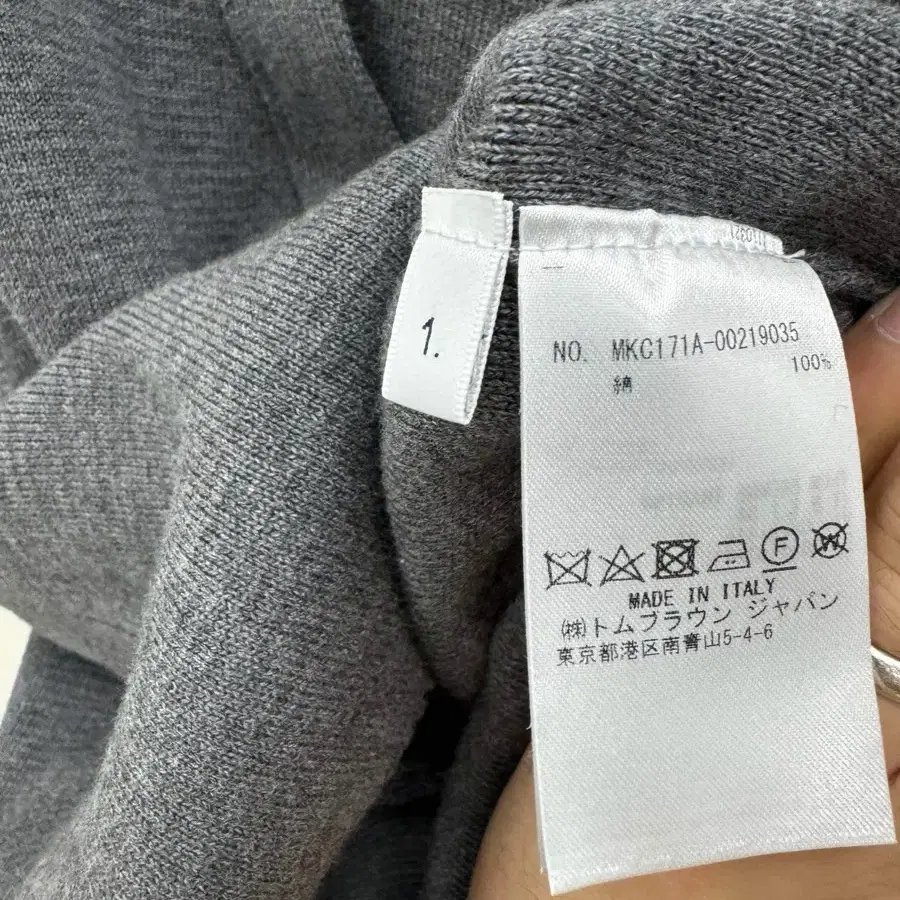 1.
NO. MKC171A-00219035
綿 100%
MADE IN ITALY
㈱トムブラウン ジャパン
東京都港区南青山5-4-6